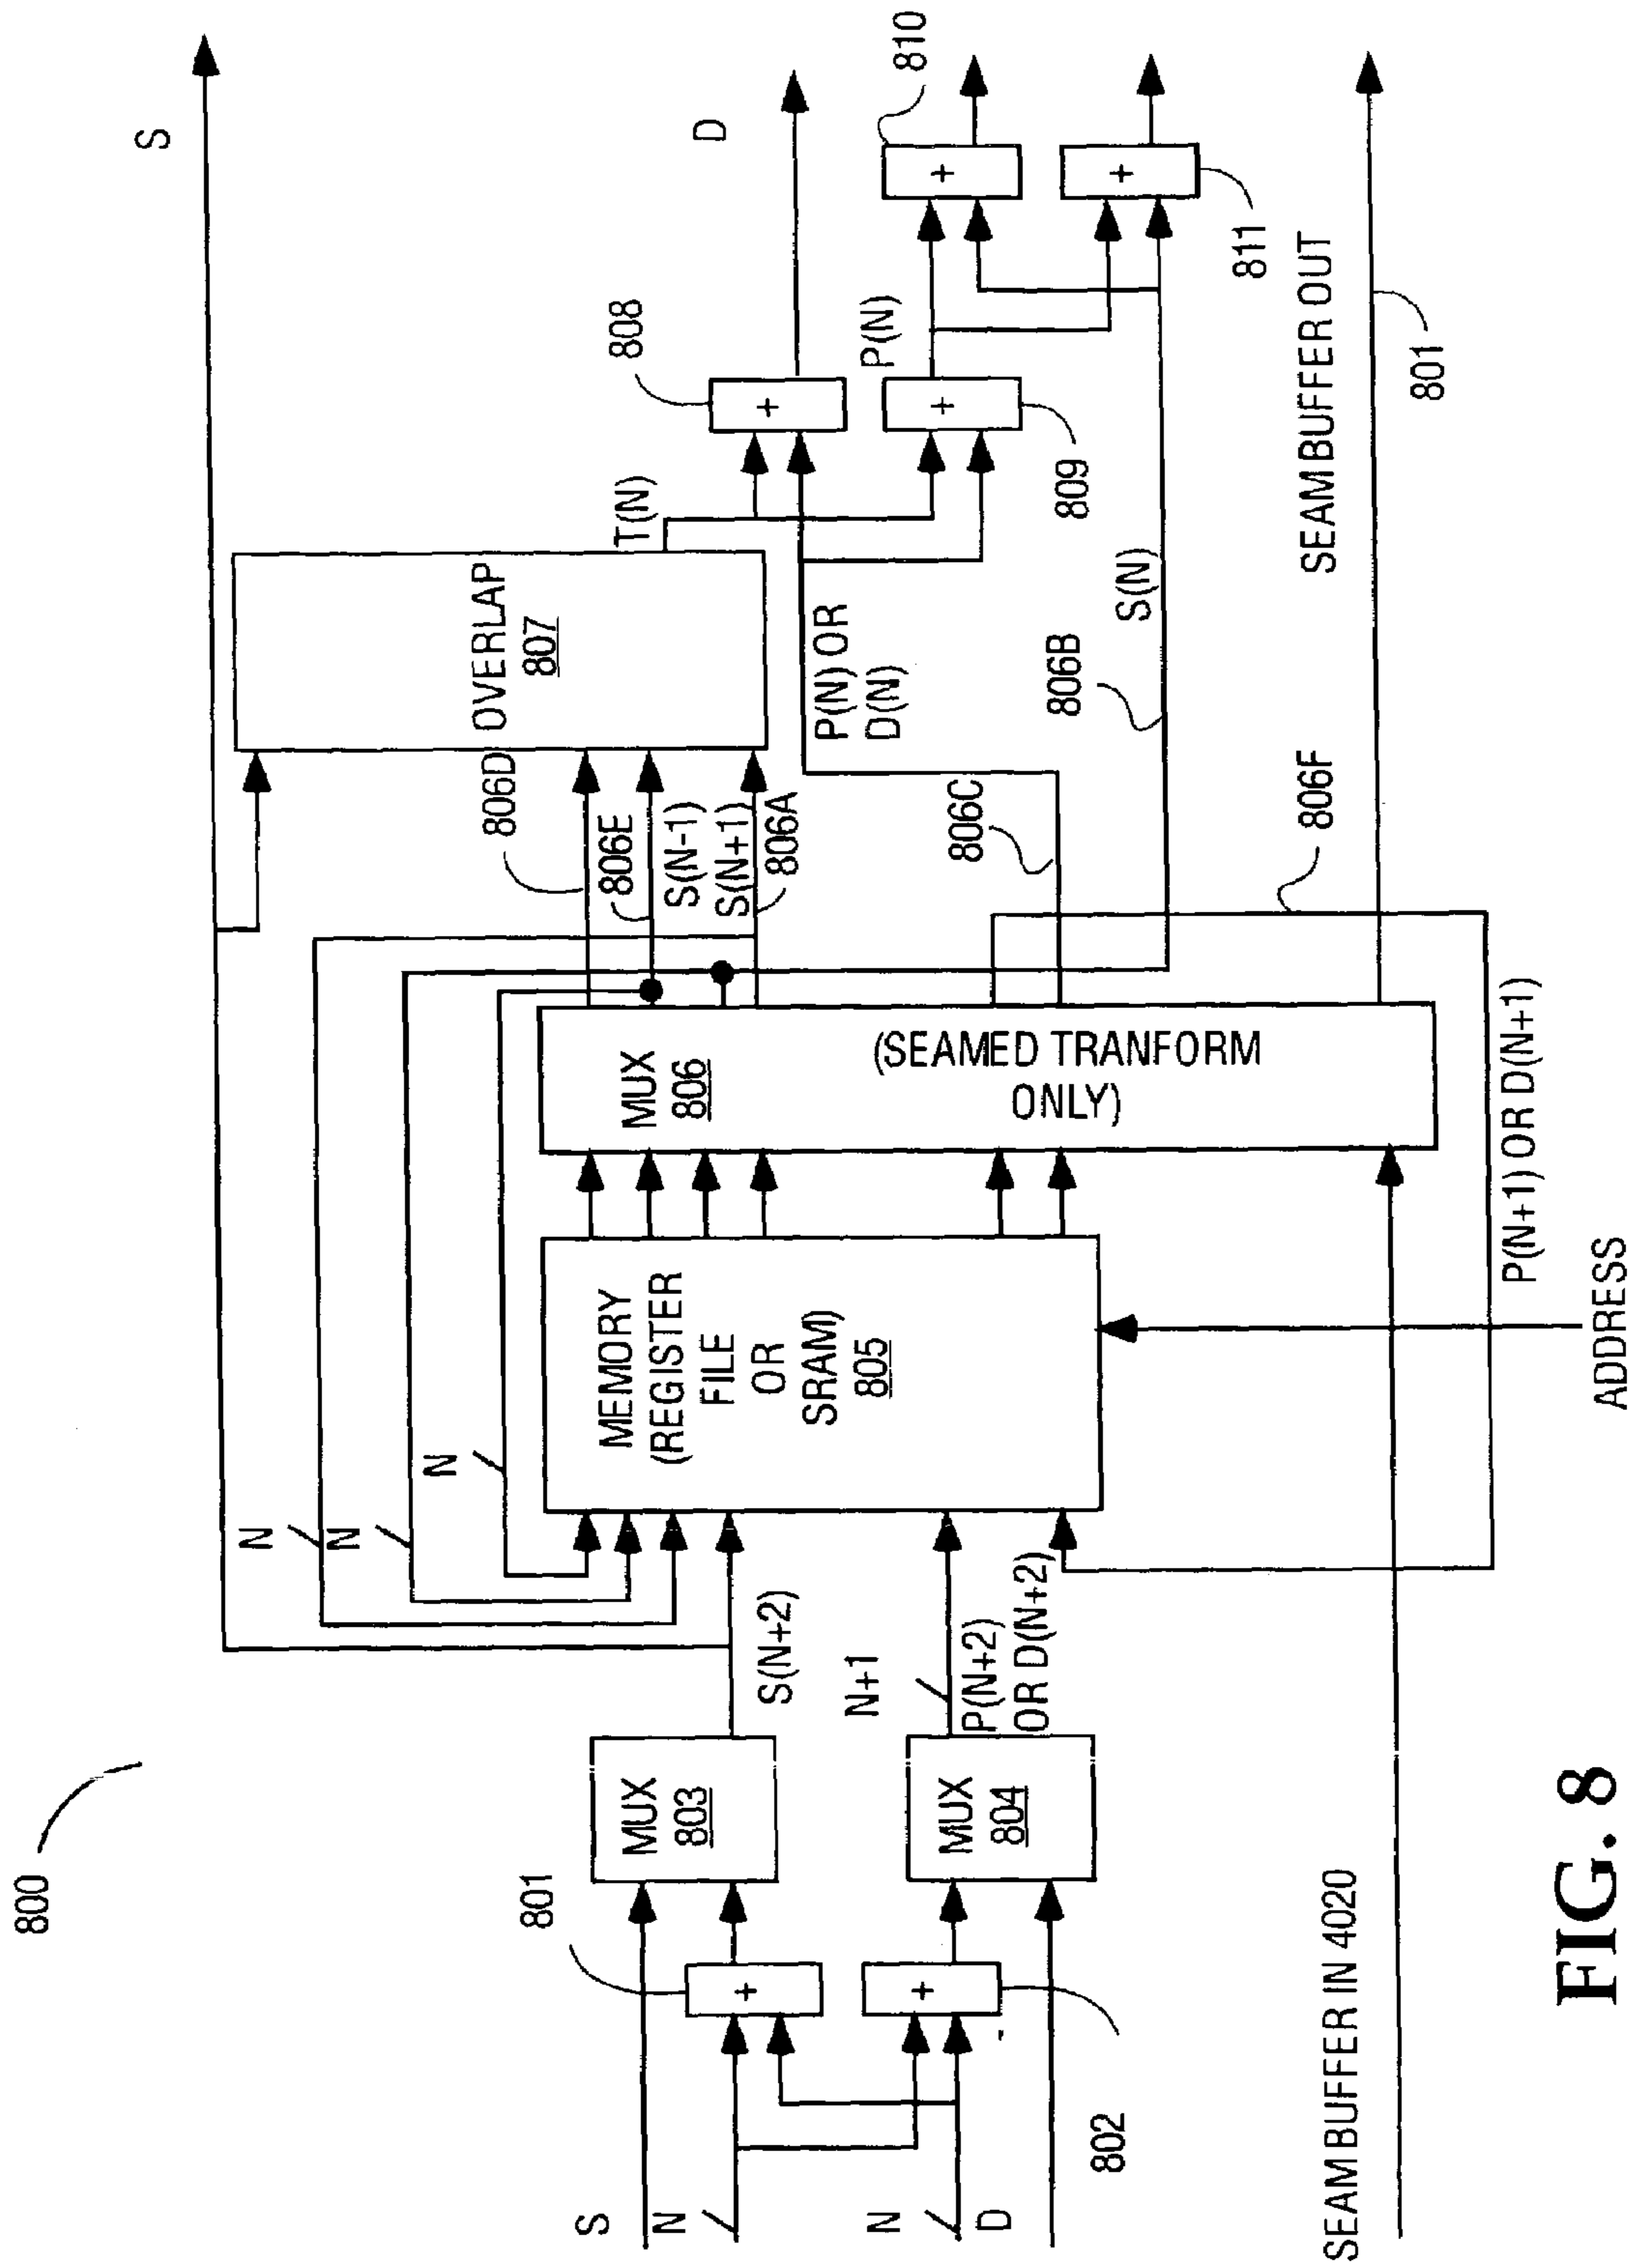 800
S
N
N
D
SEAM BUFFER IN 4020
801
802
MUX
803
MUX
804
S(N+2)
N+1
P(N+2)
OR D(N+2)
N
N
N
MEMORY
(REGISTER
FILE
OR
SRAM)
805
ADDRESS
P(N+1) OR D(N+1)
MUX
806
(SEAMED TRANFORM
ONLY)
806D
806E
S(N-1)
S(N+1)
806A
806C
806F
OVERLAP
807
P(N) OR
D(N)
806B
S(N)
T(N)
808
809
P(N)
SEAM BUFFER OUT
801
S
D
810
811
+
+
+
+
+
+
FIG. 8